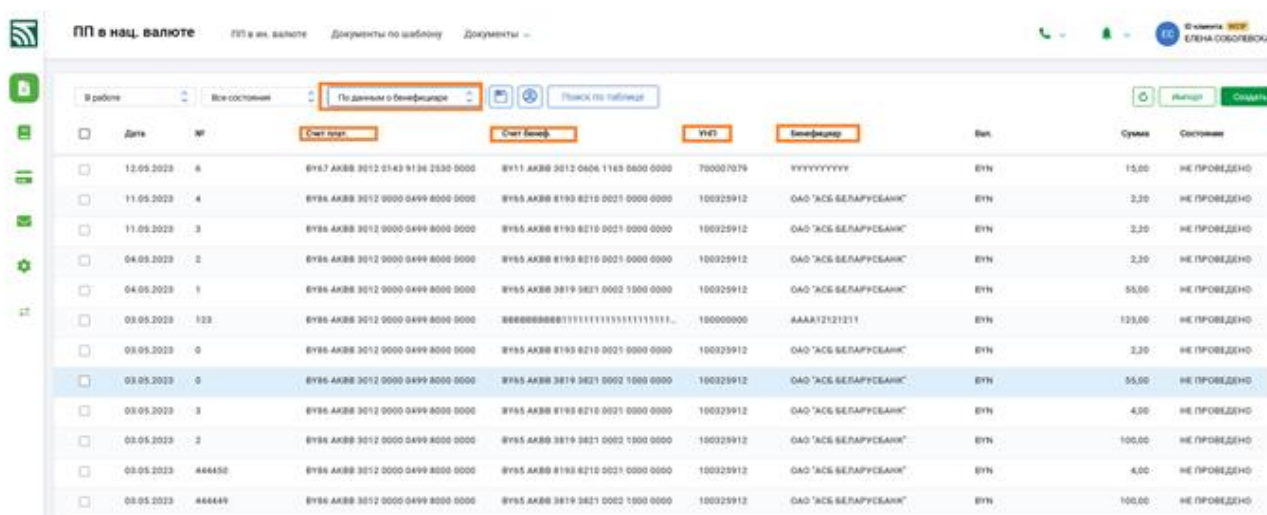 ПП в нац. валюте ПП в ин. валюте Документы по шаблону Документы ID клиента ЕЛЕНА СОБОЛЕВСКА
ЕС
В работе Все состояния По данным о бенефициаре Поиск по таблице Импорт Создать
Дата № Счет плат. Счет бенеф. УНП Бенефициар Вал. Сумма Состояние
12.05.2023 6 BY67 AKBB 3012 0143 9136 2530 0000 BY11 AKBB 3012 0606 1165 0600 0000 700007079 YYYYYYYYYY BYN 15,00 НЕ ПРОВЕДЕНО
11.05.2023 4 BY86 AKBB 3012 0000 0499 8000 0000 BY65 AKBB 8193 8210 0021 0000 0000 100325912 ОАО "АСБ БЕЛАРУСБАНК" BYN 2,20 НЕ ПРОВЕДЕНО
11.05.2023 3 BY86 AKBB 3012 0000 0499 8000 0000 BY65 AKBB 8193 8210 0021 0000 0000 100325912 ОАО "АСБ БЕЛАРУСБАНК" BYN 2,20 НЕ ПРОВЕДЕНО
04.05.2023 2 BY86 AKBB 3012 0000 0499 8000 0000 BY65 AKBB 8193 8210 0021 0000 0000 100325912 ОАО "АСБ БЕЛАРУСБАНК" BYN 2,20 НЕ ПРОВЕДЕНО
04.05.2023 1 BY86 AKBB 3012 0000 0499 8000 0000 BY65 AKBB 3819 3821 0002 1000 0000 100325912 ОАО "АСБ БЕЛАРУСБАНК" BYN 55,00 НЕ ПРОВЕДЕНО
03.05.2023 123 BY86 AKBB 3012 0000 0499 8000 0000 100000000 AAAA12121211 BYN 123,00 НЕ ПРОВЕДЕНО
03.05.2023 0 BY86 AKBB 3012 0000 0499 8000 0000 BY65 AKBB 8193 8210 0021 0000 0000 100325912 ОАО "АСБ БЕЛАРУСБАНК" BYN 2,20 НЕ ПРОВЕДЕНО
03.05.2023 0 BY86 AKBB 3012 0000 0499 8000 0000 BY65 AKBB 3819 3821 0002 1000 0000 100325912 ОАО "АСБ БЕЛАРУСБАНК" BYN 55,00 НЕ ПРОВЕДЕНО
03.05.2023 3 BY86 AKBB 3012 0000 0499 8000 0000 BY65 AKBB 8193 8210 0021 0000 0000 100325912 ОАО "АСБ БЕЛАРУСБАНК" BYN 4,00 НЕ ПРОВЕДЕНО
03.05.2023 2 BY86 AKBB 3012 0000 0499 8000 0000 BY65 AKBB 3819 3821 0002 1000 0000 100325912 ОАО "АСБ БЕЛАРУСБАНК" BYN 100,00 НЕ ПРОВЕДЕНО
03.05.2023 444450 BY86 AKBB 3012 0000 0499 8000 0000 BY65 AKBB 8193 8210 0021 0000 0000 100325912 ОАО "АСБ БЕЛАРУСБАНК" BYN 4,00 НЕ ПРОВЕДЕНО
03.05.2023 444449 BY86 AKBB 3012 0000 0499 8000 0000 BY65 AKBB 3819 3821 0002 1000 0000 100325912 ОАО "АСБ БЕЛАРУСБАНК" BYN 100,00 НЕ ПРОВЕДЕНО